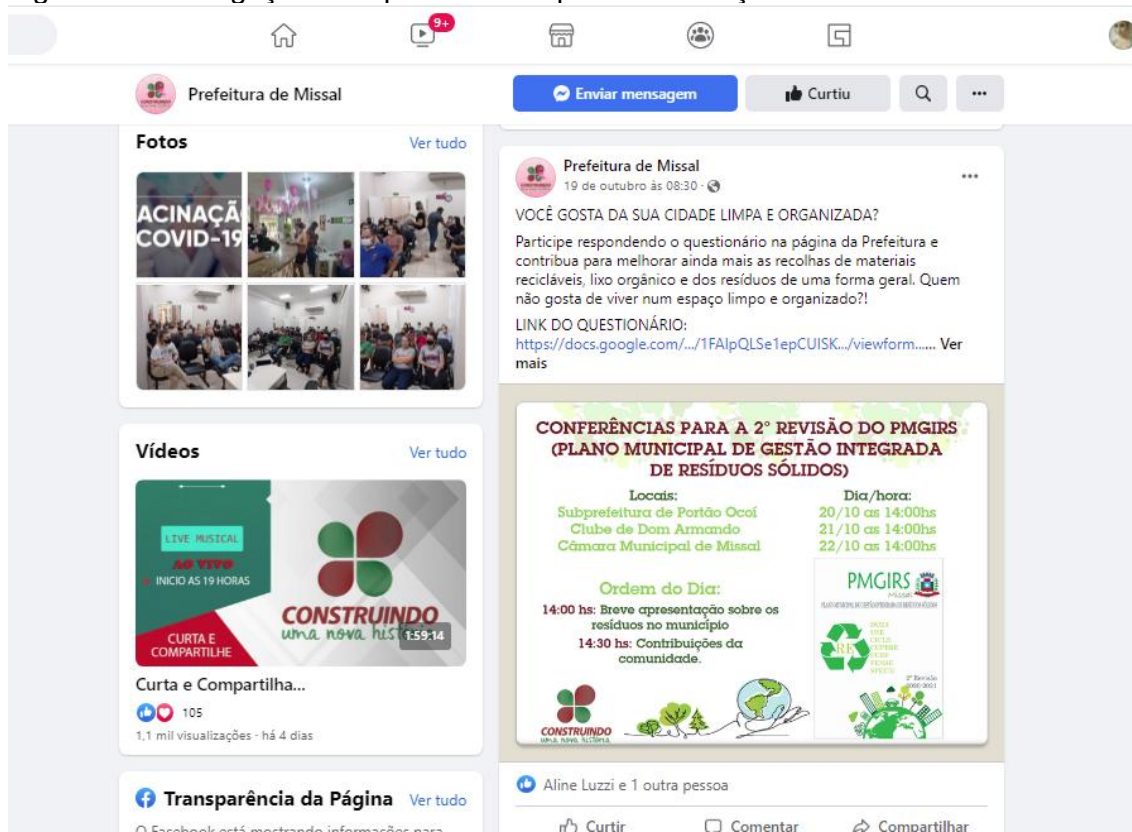 9+
Prefeitura de Missal
Enviar mensagem
Curtiu
Fotos
Ver tudo
ACINAÇÃ
COVID-19
Vídeos
Ver tudo
LIVE MUSICAL
AO VIVO
INICIO AS 19 HORAS
CURTA E
COMPARTILHE
CONSTRUINDO
uma nova história
1:59:14
Curta e Compartilha...
105
1,1 mil visualizações · há 4 dias
Transparência da Página
Ver tudo
O Facebook está mostrando informações para
Prefeitura de Missal
19 de outubro às 08:30 ·
VOCÊ GOSTA DA SUA CIDADE LIMPA E ORGANIZADA?
Participe respondendo o questionário na página da Prefeitura e
contribua para melhorar ainda mais as recolhas de materiais
recicláveis, lixo orgânico e dos resíduos de uma forma geral. Quem
não gosta de viver num espaço limpo e organizado?!
LINK DO QUESTIONÁRIO:
https://docs.google.com/.../1FAIpQLSe1epCUISK.../viewform...... Ver
mais
CONFERÊNCIAS PARA A 2° REVISÃO DO PMGIRS
(PLANO MUNICIPAL DE GESTÃO INTEGRADA
DE RESÍDUOS SÓLIDOS)
Locais:
Subprefeitura de Portão Ocoí
Clube de Dom Armando
Câmara Municipal de Missal
Dia/hora:
20/10 as 14:00hs
21/10 as 14:00hs
22/10 as 14:00hs
Ordem do Dia:
14:00 hs: Breve apresentação sobre os
resíduos no município
14:30 hs: Contribuições da
comunidade.
CONSTRUINDO
uma nova história
PMGIRS
Missal
RE
2ª Revisão
Aline Luzzi e 1 outra pessoa
Curtir
Comentar
Compartilhar